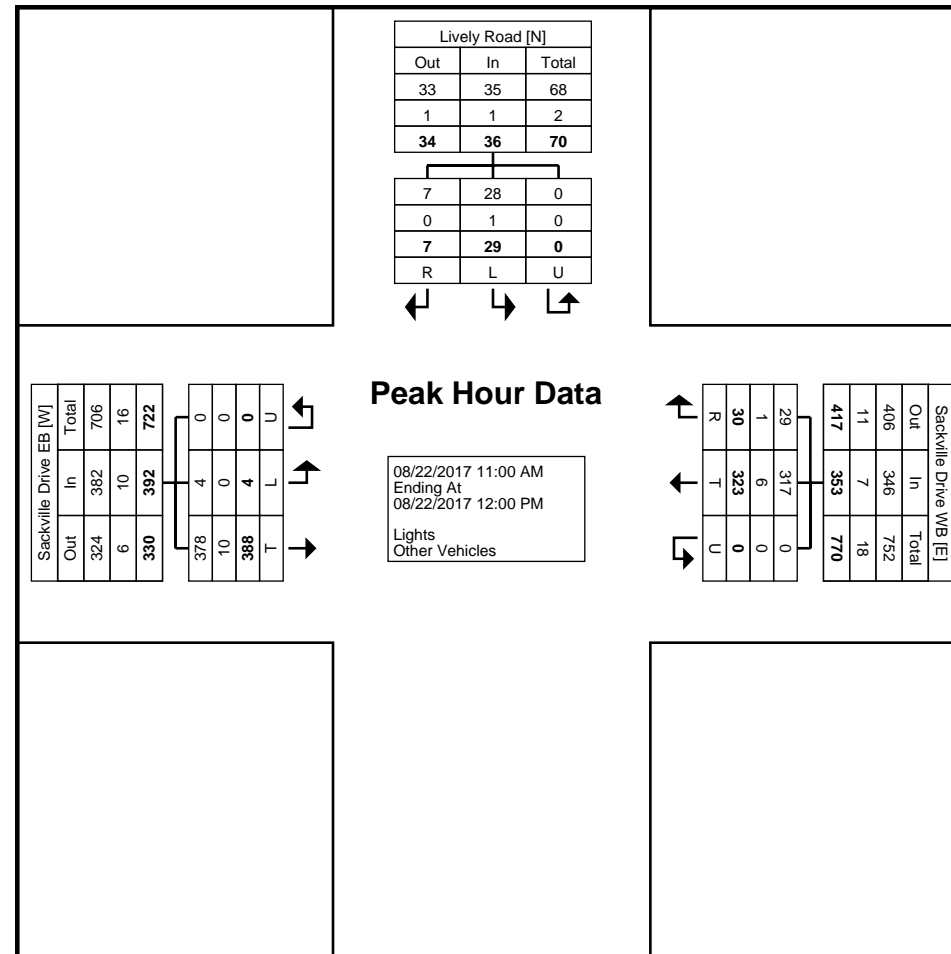 Lively Road [N]
Out In Total
33 35 68
1 1 2
34 36 70
7 28 0
0 1 0
7 29 0
R L U
Peak Hour Data
08/22/2017 11:00 AM
Ending At
08/22/2017 12:00 PM
Lights
Other Vehicles
Sackville Drive EB [W]
Out In Total
324 382 706
6 10 16
330 392 722
378 4 0
10 0 0
388 4 0
T L U
Sackville Drive WB [E]
Out In Total
406 346 752
11 7 18
417 353 770
29 317 0
1 6 0
30 323 0
R T U